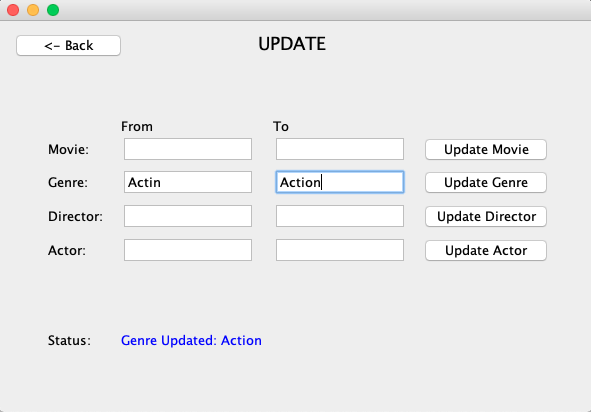 <- Back
UPDATE
From To
Movie: Update Movie
Genre: Actin Action Update Genre
Director: Update Director
Actor: Update Actor
Status: Genre Updated: Action